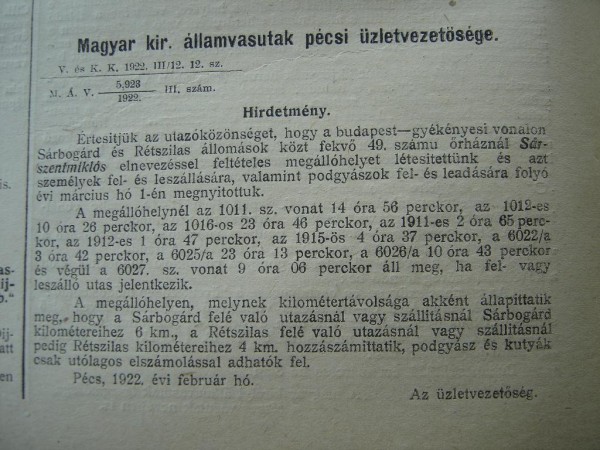 Magyar kir. államvasutak pécsi üzletvezetősége.
V. és K. K. 1922. III/12. 12. sz.
M. Á. V. 5.923/1922. III. szám.
Hirdetmény.
Értesitjük az utazóközönséget, hogy a budapest—gyékényesi vonalon
Sárbogárd és Rétszilas állomások közt fekvő 49. számu őrháznál Sár-
szentmiklós elnevezéssel feltételes megállóhelyet létesitettünk és azt
személyek fel- és leszállására, valamint podgyászok fel- és leadására folyó
évi március hó 1-én megnyitottuk.
A megállóhelynél az 1011. sz. vonat 14 óra 56 perckor, az 1012-es
10 óra 26 perckor, az 1016-os 23 óra 46 perckor, az 1911-es 2 óra 65 perc-
kor, az 1912-es 1 óra 47 perckor, az 1915-ös 4 óra 37 perckor, a 6022/a
3 óra 42 perckor, a 6025/a 23 óra 13 perckor, a 6026/a 10 óra 43 perckor
és végül a 6027. sz. vonat 9 óra 06 perckor áll meg, ha fel- vagy
leszálló utas jelentkezik.
A megállóhelyen, melynek kilométertávolsága akként állapittatik
meg, hogy a Sárbogárd felé való utazásnál vagy szállitásnál Sárbogárd
kilométereihez 6 km., a Rétszilas felé való utazásnál vagy szállitásnál
pedig Rétszilas kilométereihez 4 km. hozzászámittatik, podgyász és kutyák
csak utólagos elszámolással adhatók fel.
Pécs, 1922. évi február hó.
Az üzletvezetőség.